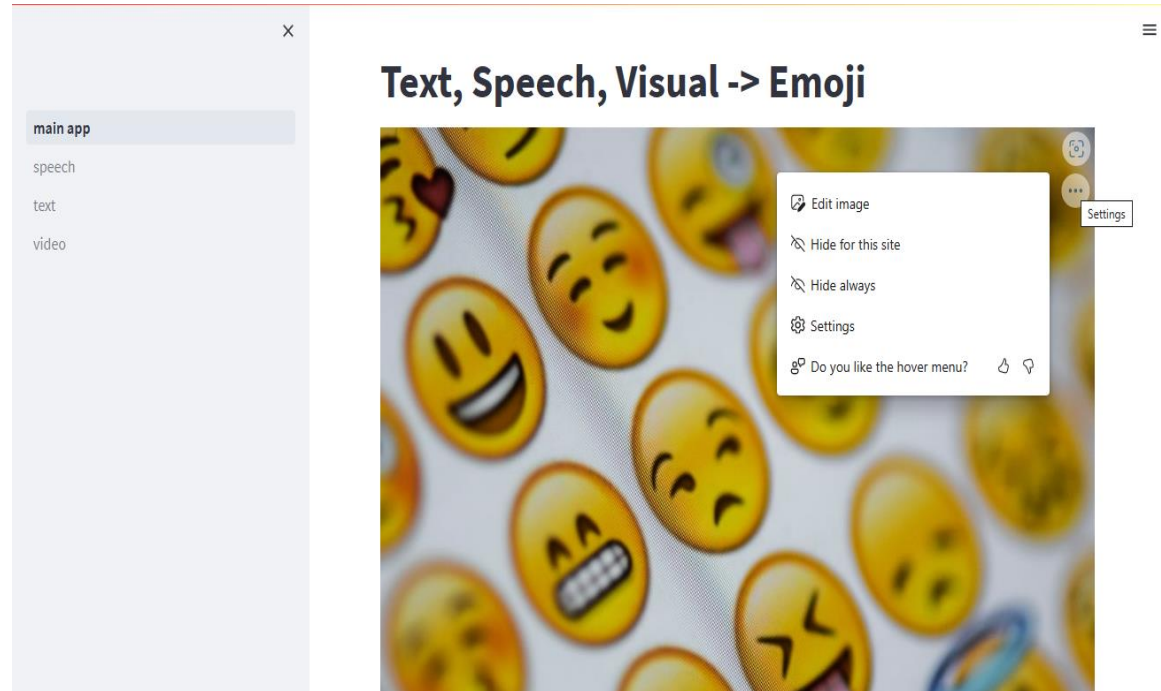 Text, Speech, Visual -> Emoji
main app
speech
text
video
Edit image
Hide for this site
Hide always
Settings
Do you like the hover menu?
Settings